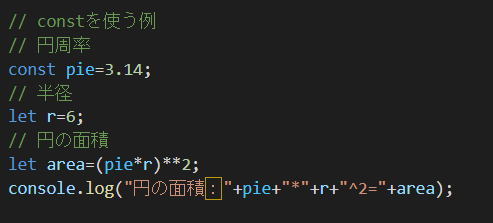 // constを使う例
// 円周率
const pie=3.14;
// 半径
let r=6;
// 円の面積
let area=(pie*r)**2;
console.log("円の面積："+pie+"*"+r+"^2="+area);